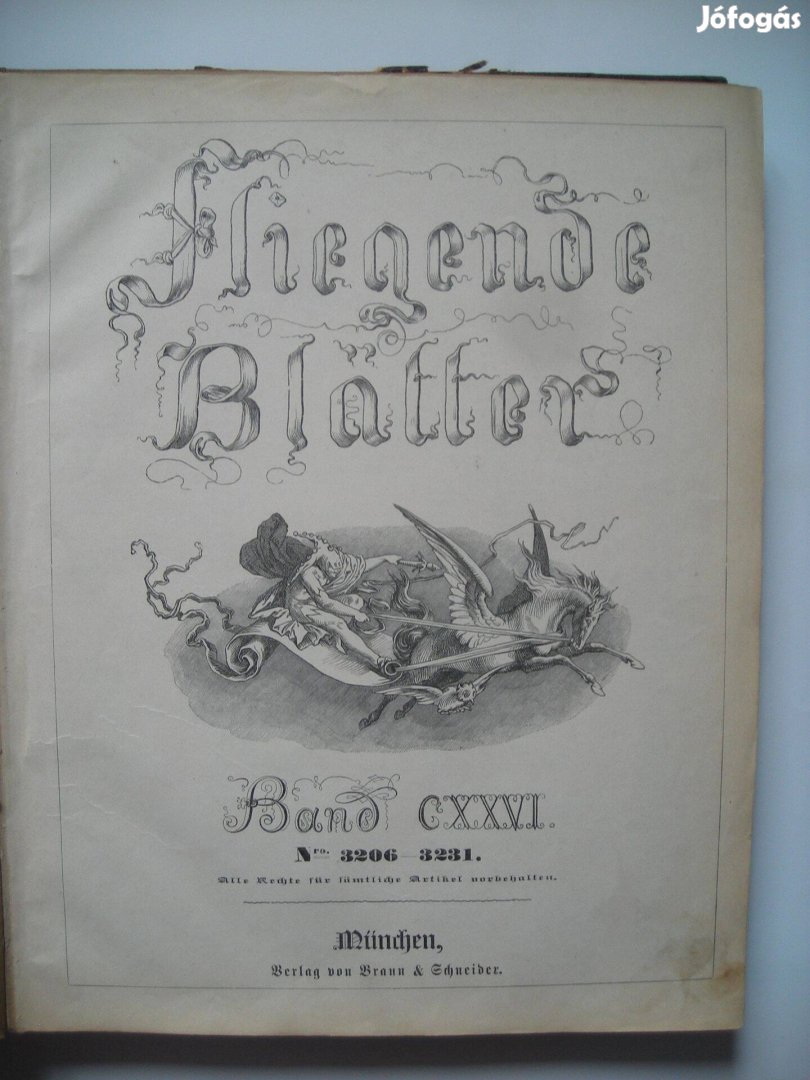 Jófogás
Fliegende
Blätter
Band CXXVI.
Nro. 3206–3231.
Alle Rechte für sämtliche Artikel vorbehalten.
München,
Verlag von Braun & Schneider.